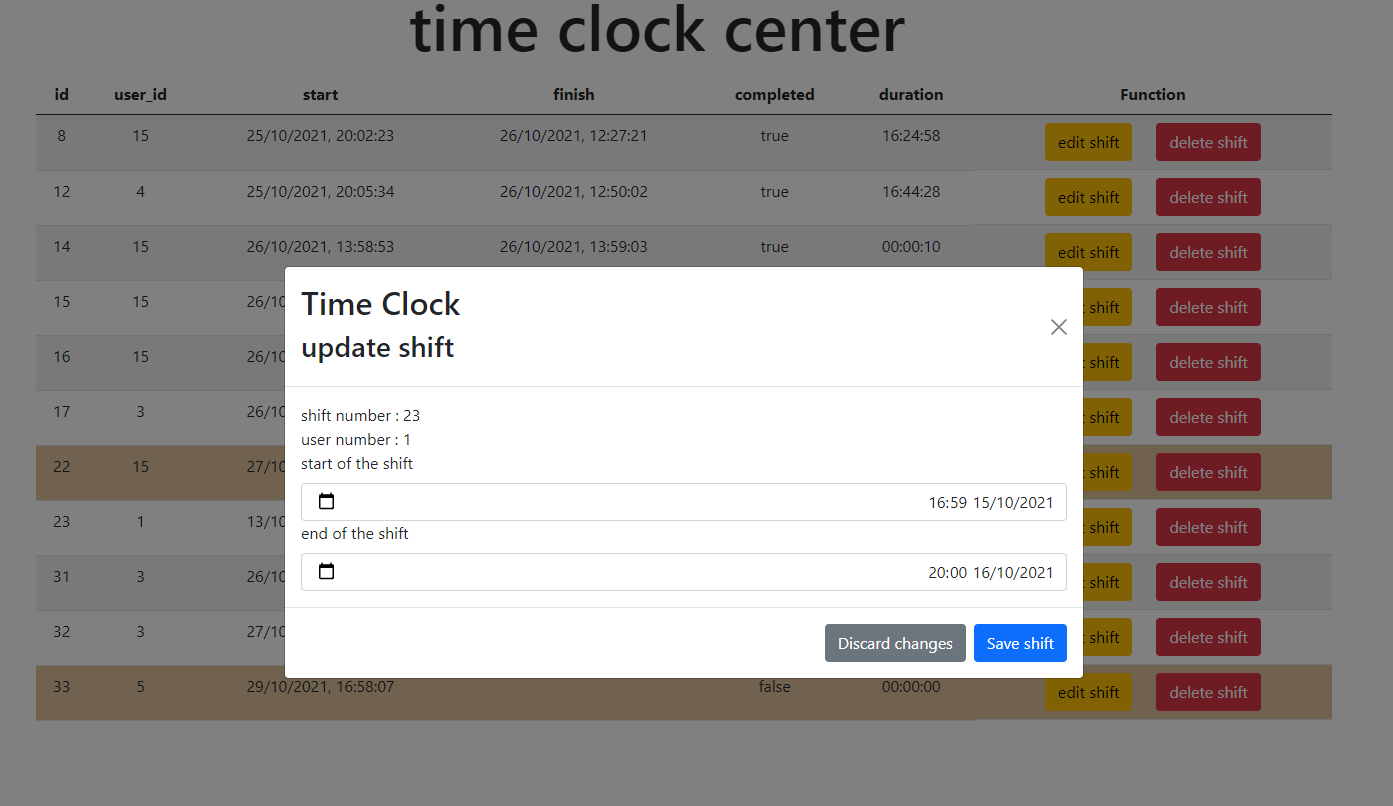 time clock center
id user_id start finish completed duration Function
8 15 25/10/2021, 20:02:23 26/10/2021, 12:27:21 true 16:24:58 edit shift delete shift
12 4 25/10/2021, 20:05:34 26/10/2021, 12:50:02 true 16:44:28 edit shift delete shift
14 15 26/10/2021, 13:58:53 26/10/2021, 13:59:03 true 00:00:10 edit shift delete shift
15 15 26/10 shift delete shift
16 15 26/10 shift delete shift
17 3 26/10 shift delete shift
22 15 27/10 shift delete shift
23 1 13/10 shift delete shift
31 3 26/10 shift delete shift
32 3 27/10 shift delete shift
33 5 29/10/2021, 16:58:07 false 00:00:00 edit shift delete shift
Time Clock
update shift
shift number : 23
user number : 1
start of the shift
16:59 15/10/2021
end of the shift
20:00 16/10/2021
Discard changes Save shift